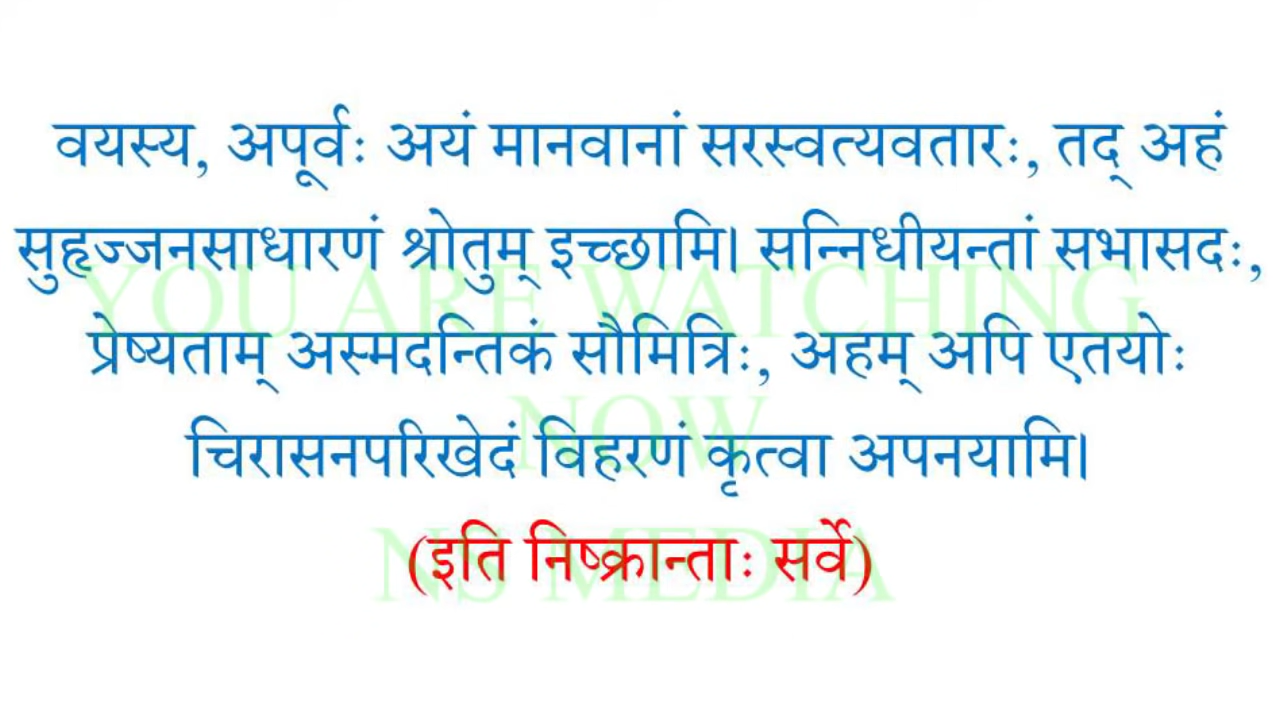 वयस्य, अपूर्वः अयं मानवानां सरस्वत्यवतारः, तद् अहं
सुहृज्जनसाधारणं श्रोतुम् इच्छामि। सन्निधीयन्तां सभासदः,
YOU ARE WATCHING
प्रेष्यताम् अस्मदन्तिकं सौमित्रिः, अहम् अपि एतयोः
NOW
चिरासनपरिखेदं विहरणं कृत्वा अपनयामि।
(इति निष्क्रान्ताः सर्वे)
NS MEDIA